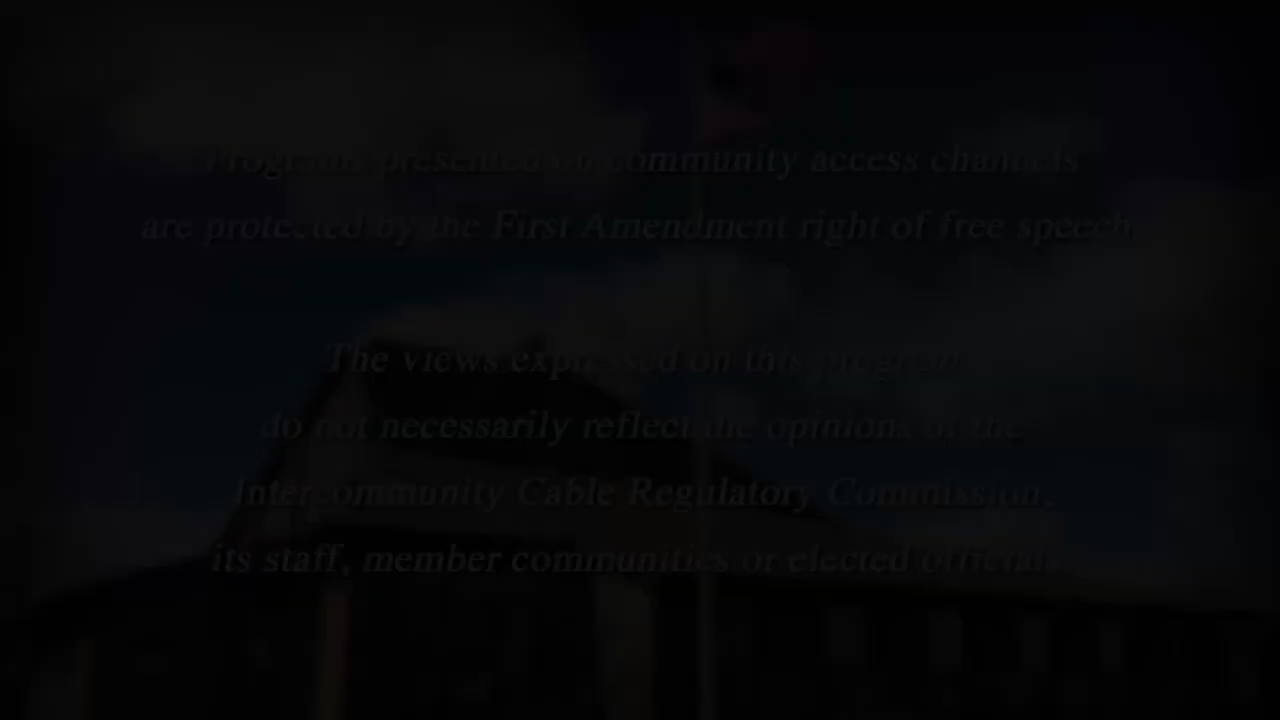 Programs presented on community access channels
are protected by the First Amendment right of free speech.
The views expressed on this program
do not necessarily reflect the opinions of the
Intercommunity Cable Regulatory Commission,
its staff, member communities or elected officials.